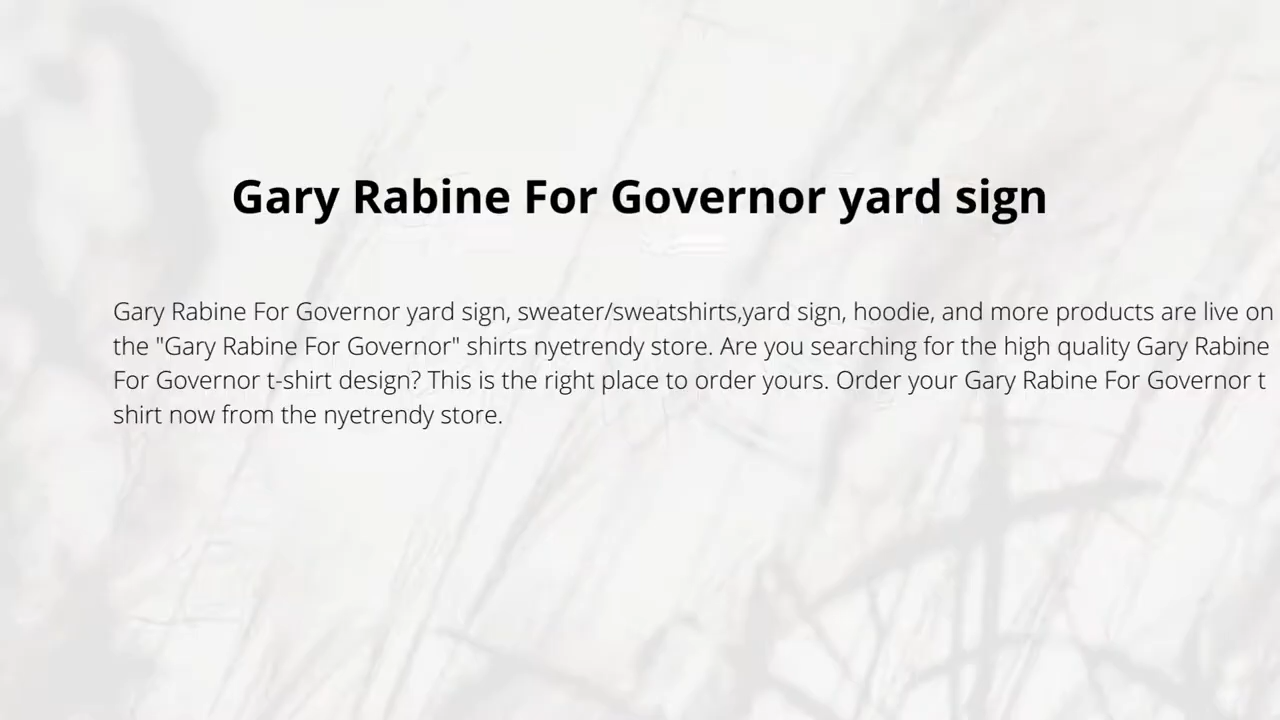 Gary Rabine For Governor yard sign
Gary Rabine For Governor yard sign, sweater/sweatshirts,yard sign, hoodie, and more products are live on
the "Gary Rabine For Governor" shirts nyetrendy store. Are you searching for the high quality Gary Rabine
For Governor t-shirt design? This is the right place to order yours. Order your Gary Rabine For Governor t
shirt now from the nyetrendy store.